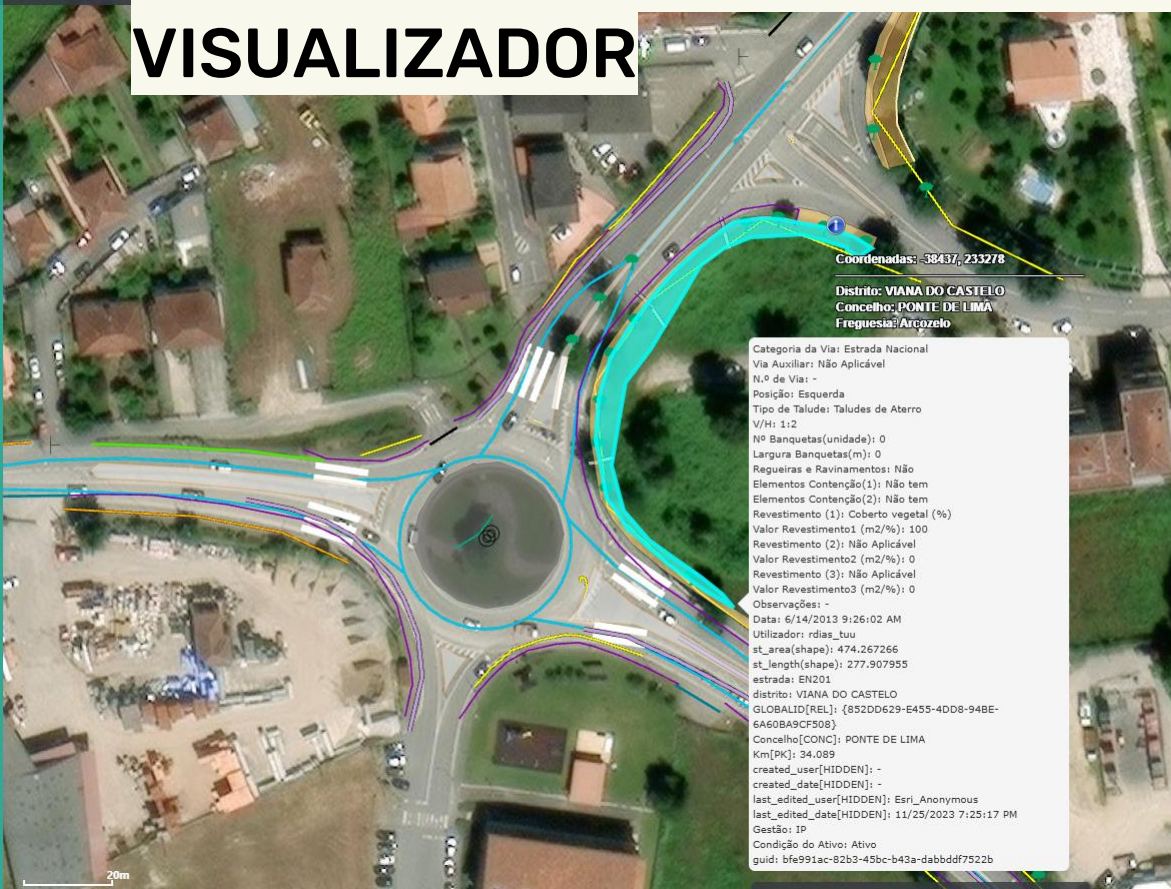 VISUALIZADOR
Coordenadas: -38437, 233278
Distrito: VIANA DO CASTELO
Concelho: PONTE DE LIMA
Freguesia: Arcozelo
Categoria da Via: Estrada Nacional
Via Auxiliar: Não Aplicável
N.º de Via: -
Posição: Esquerda
Tipo de Talude: Taludes de Aterro
V/H: 1:2
Nº Banquetas(unidade): 0
Largura Banquetas(m): 0
Regueiras e Ravinamentos: Não
Elementos Contenção(1): Não tem
Elementos Contenção(2): Não tem
Revestimento (1): Coberto vegetal (%)
Valor Revestimento1 (m2/%): 100
Revestimento (2): Não Aplicável
Valor Revestimento2 (m2/%): 0
Revestimento (3): Não Aplicável
Valor Revestimento3 (m2/%): 0
Observações: -
Data: 6/14/2013 9:26:02 AM
Utilizador: rdias_tuu
st_area(shape): 474.267266
st_length(shape): 277.907955
estrada: EN201
distrito: VIANA DO CASTELO
GLOBALID[REL]: {852DD629-E455-4DD8-94BE-
6A60BA9CF508}
Concelho[CONC]: PONTE DE LIMA
Km[PK]: 34.089
created_user[HIDDEN]: -
created_date[HIDDEN]: -
last_edited_user[HIDDEN]: Esri_Anonymous
last_edited_date[HIDDEN]: 11/25/2023 7:25:17 PM
Gestão: IP
Condição do Ativo: Ativo
guid: bfe991ac-82b3-45bc-b43a-dabbddf7522b
20m